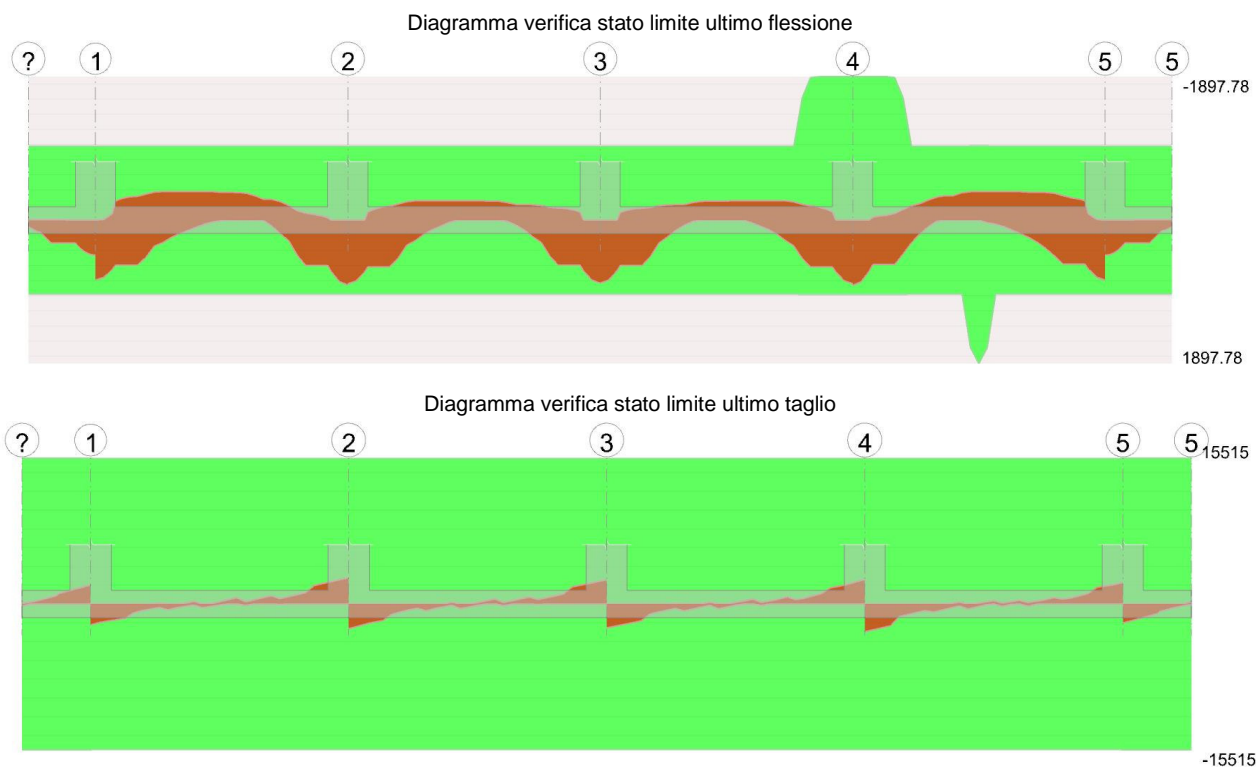 Diagramma verifica stato limite ultimo flessione
? 1 2 3 4 5 5
-1897.78
1897.78
Diagramma verifica stato limite ultimo taglio
? 1 2 3 4 5 5
15515
-15515